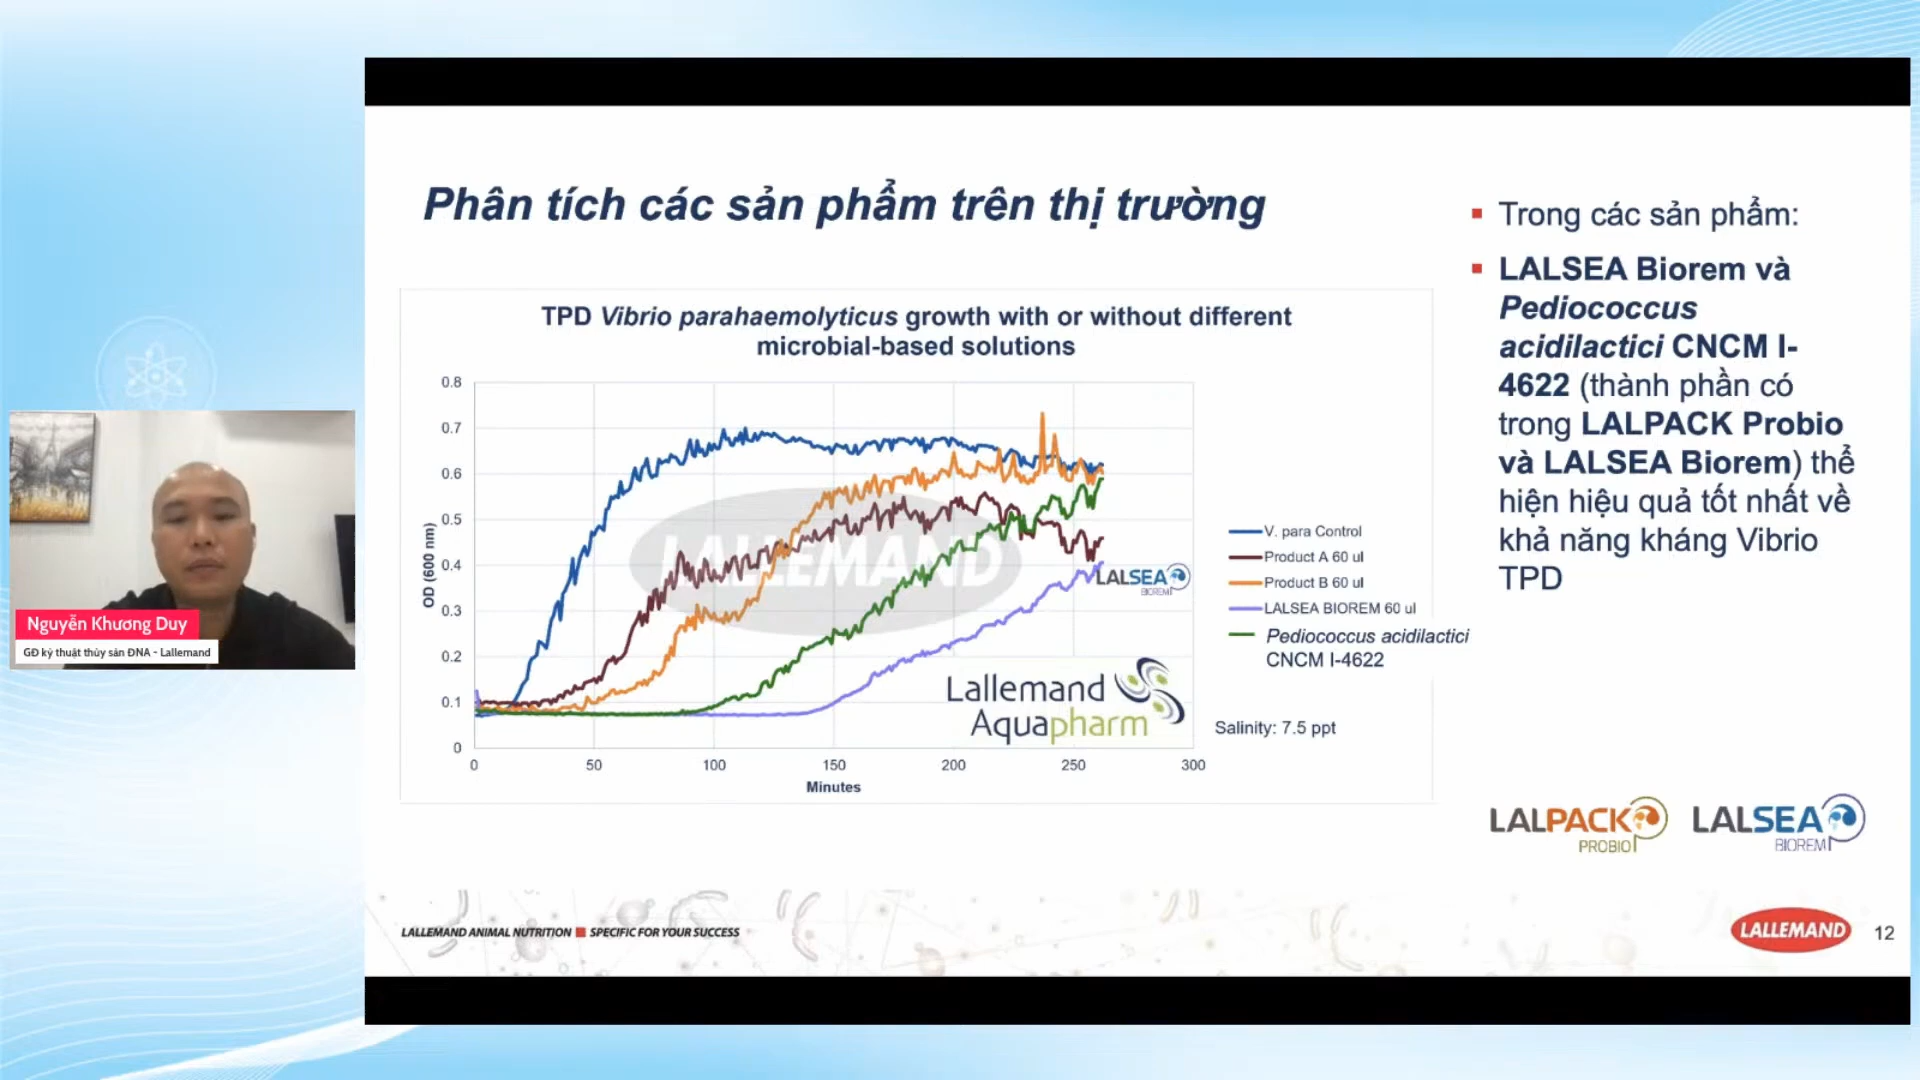 Phân tích các sản phẩm trên thị trường
TPD Vibrio parahaemolyticus growth with or without different
microbial-based solutions
0.8
0.7
0.6
0.5
0.4
0.3
0.2
0.1
0
OD (600 nm)
0 50 100 150 200 250 300
Minutes
LALLEMAND
LALSEA
BIOREM
Lallemand
Aquapharm
V. para Control
Product A 60 ul
Product B 60 ul
LALSEA BIOREM 60 ul
Pediococcus acidilactici
CNCM I-4622
Salinity: 7.5 ppt
Trong các sản phẩm:
LALSEA Biorem và
Pediococcus
acidilactici CNCM I-
4622 (thành phần có
trong LALPACK Probio
và LALSEA Biorem) thể
hiện hiệu quả tốt nhất về
khả năng kháng Vibrio
TPD
LALPACK
PROBIO
LALSEA
BIOREM
Nguyễn Khương Duy
GĐ kỹ thuật thủy sản ĐNA - Lallemand
LALLEMAND ANIMAL NUTRITION SPECIFIC FOR YOUR SUCCESS
LALLEMAND
12